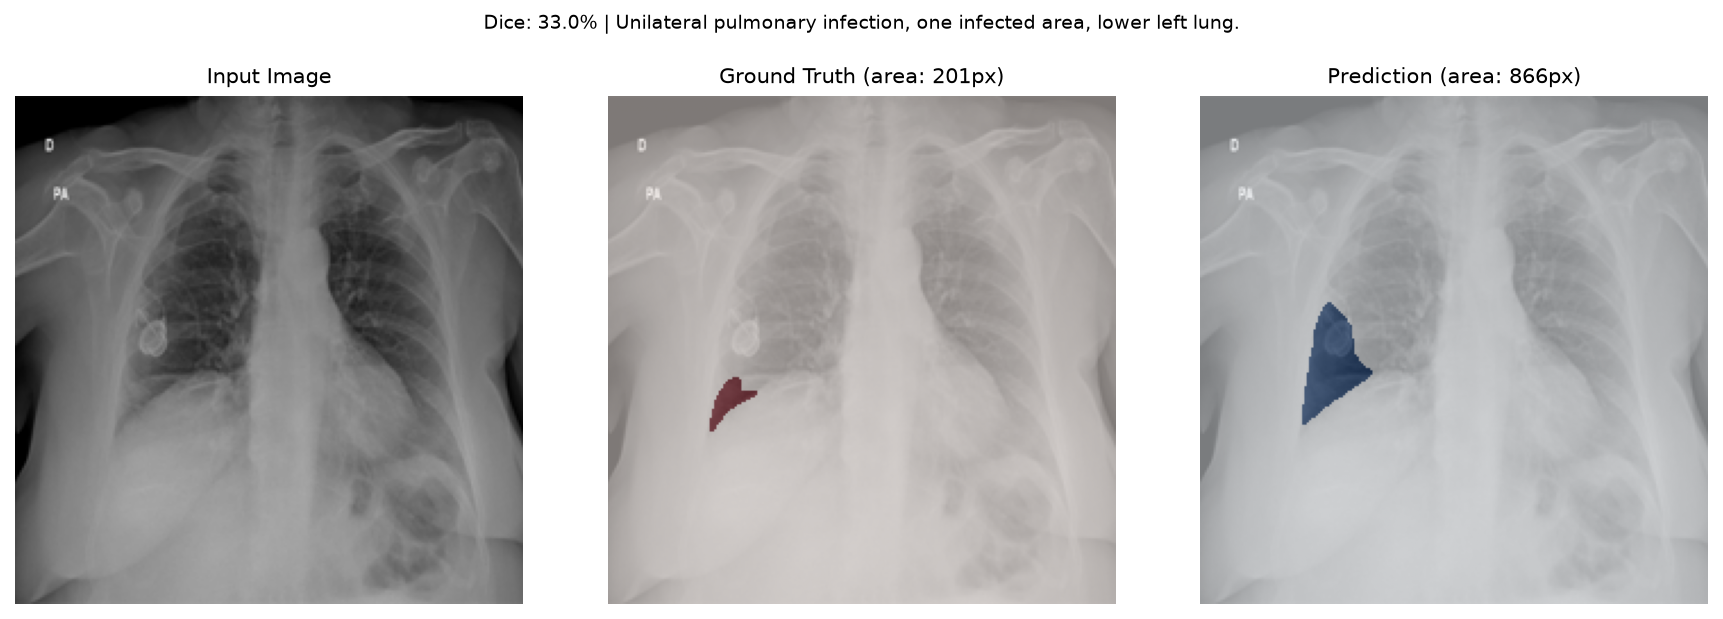 Dice: 33.0% | Unilateral pulmonary infection, one infected area, lower left lung.
Input Image
Ground Truth (area: 201px)
Prediction (area: 866px)
D
PA
D
PA
D
PA